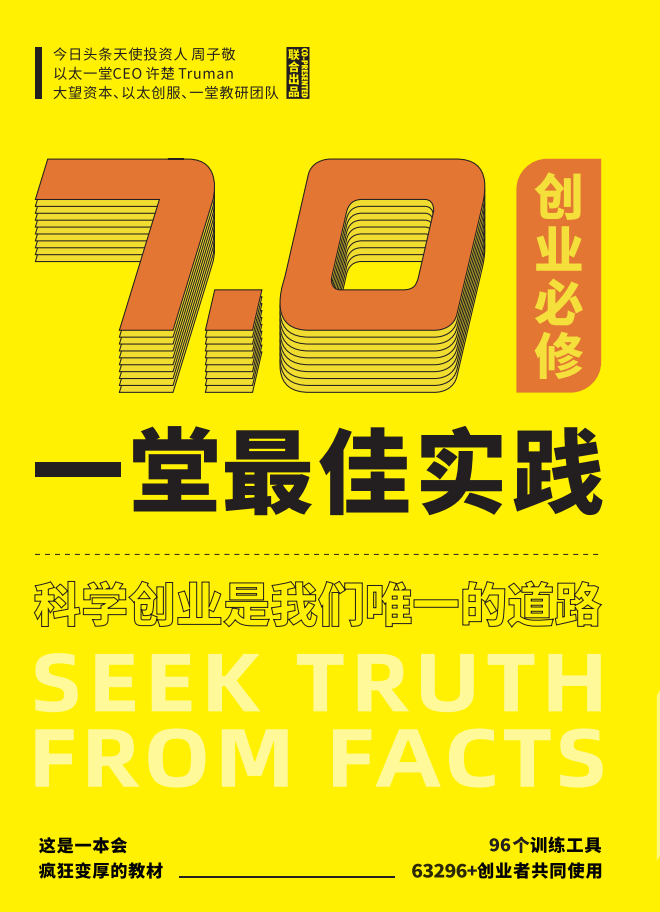 今日头条天使投资人 周子敬
以太一堂CEO 许楚 Truman
大望资本、以太创服、一堂教研团队
联合出品
CO-PRESENTED
7.0
创业必修
一堂最佳实践
科学创业是我们唯一的道路
SEEK TRUTH
FROM FACTS
这是一本会
疯狂变厚的教材
96个训练工具
63296+创业者共同使用